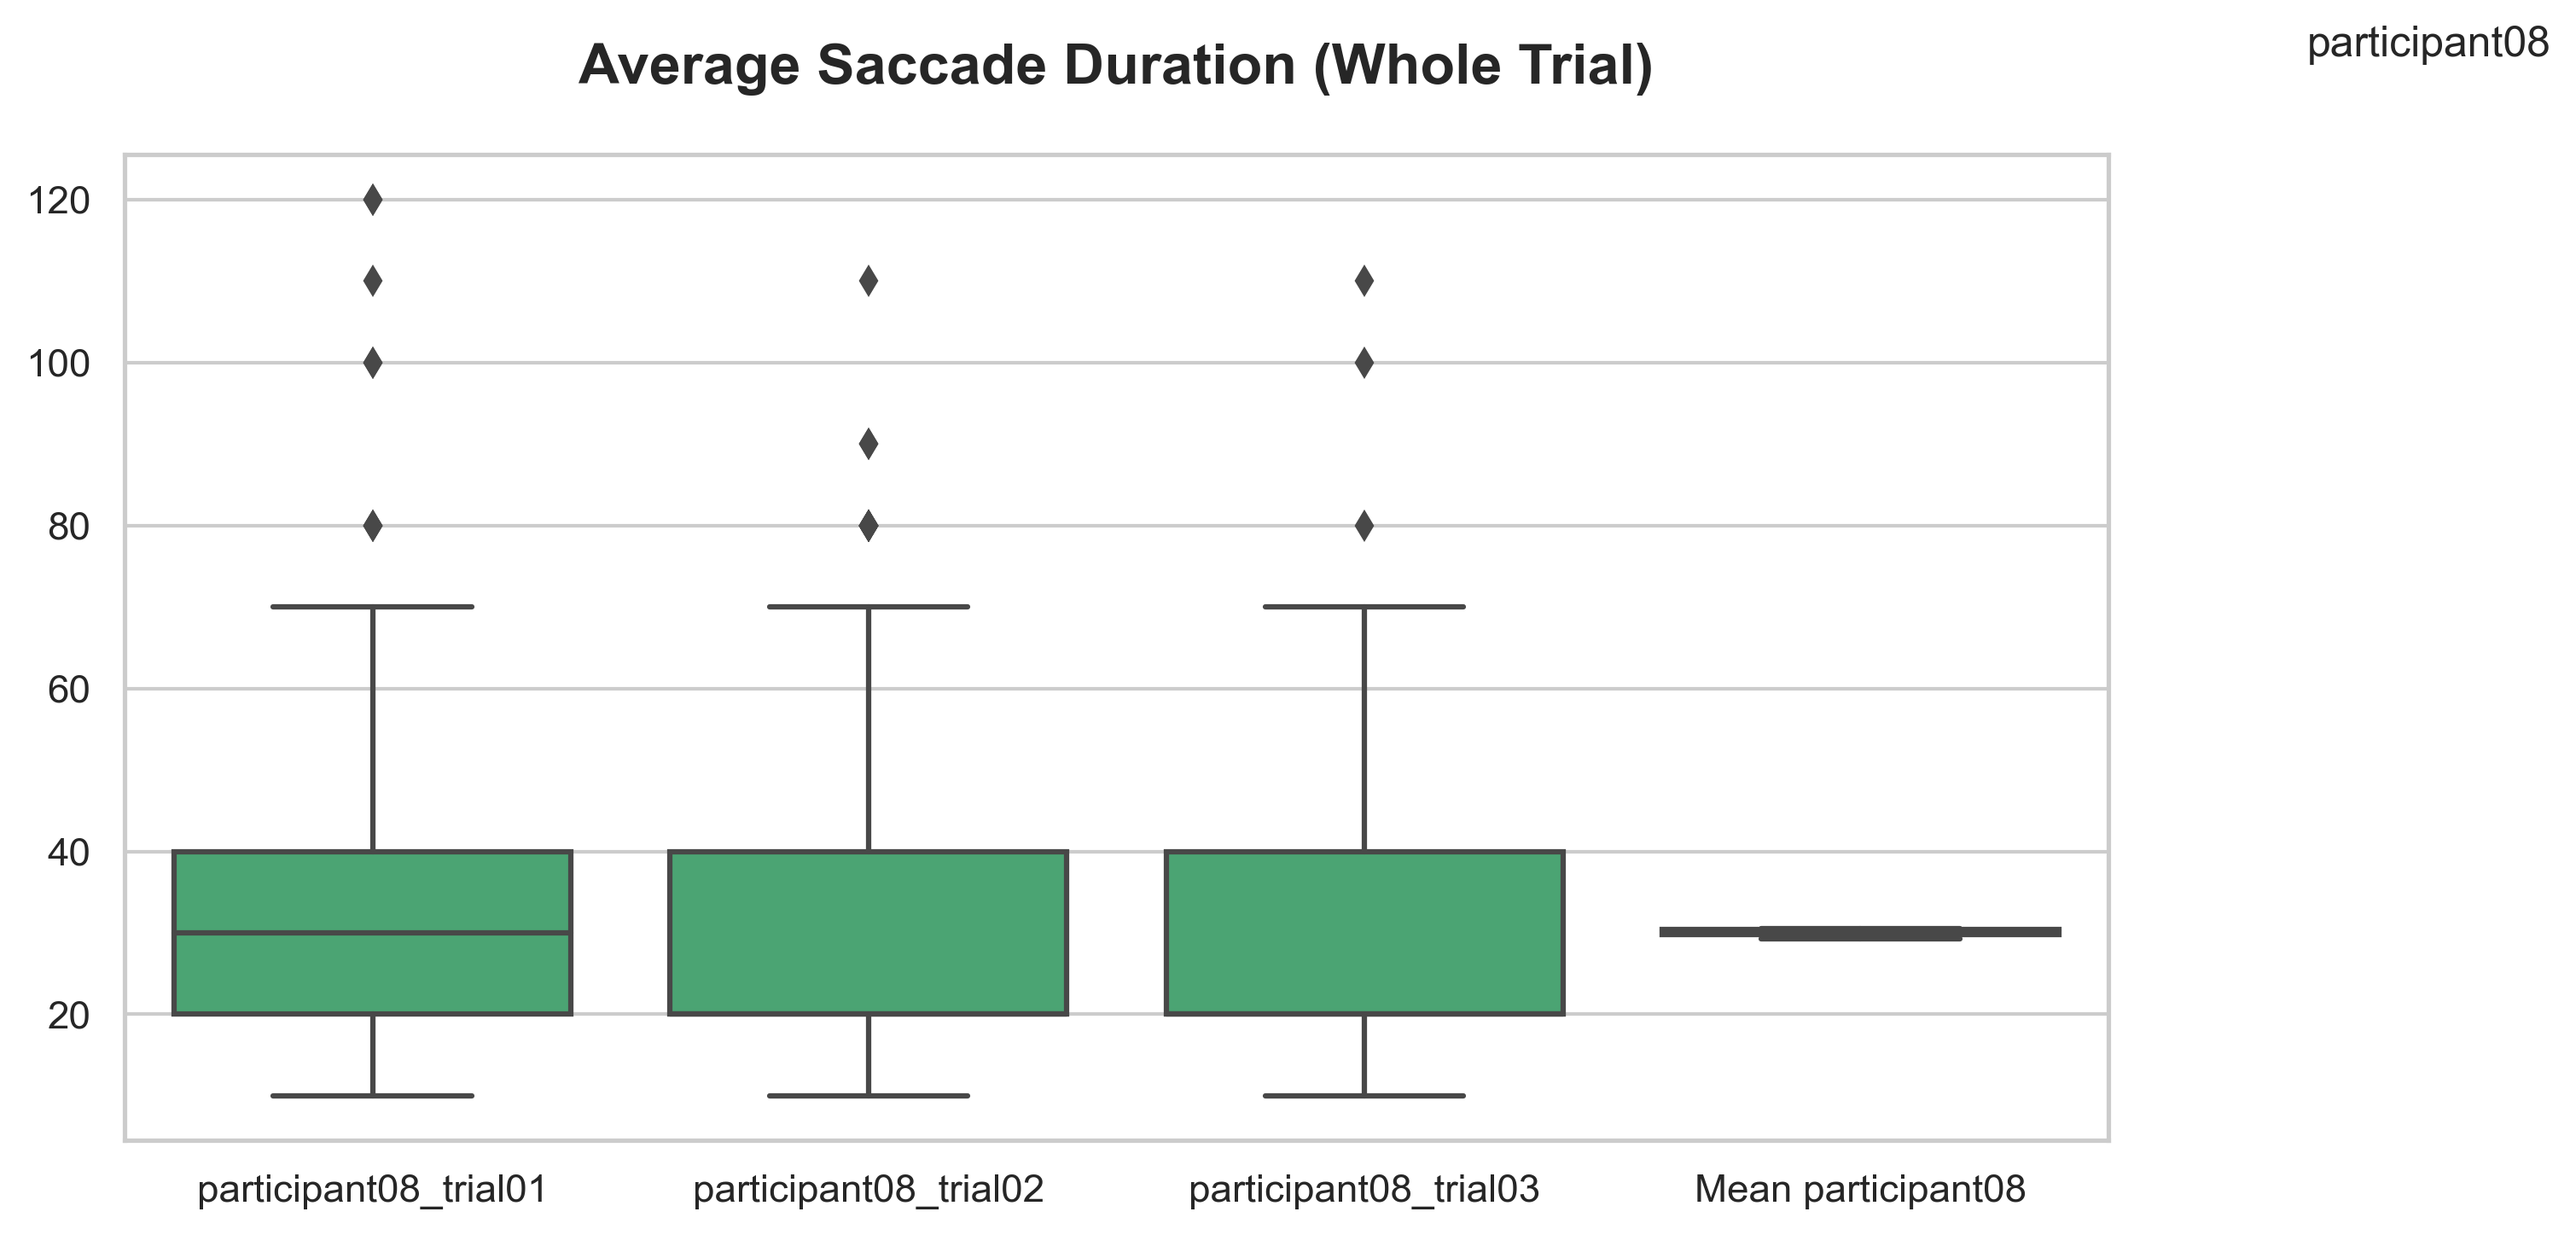 participant08
Average Saccade Duration (Whole Trial)
120
100
80
60
40
20
participant08_trial01
participant08_trial02
participant08_trial03
Mean participant08